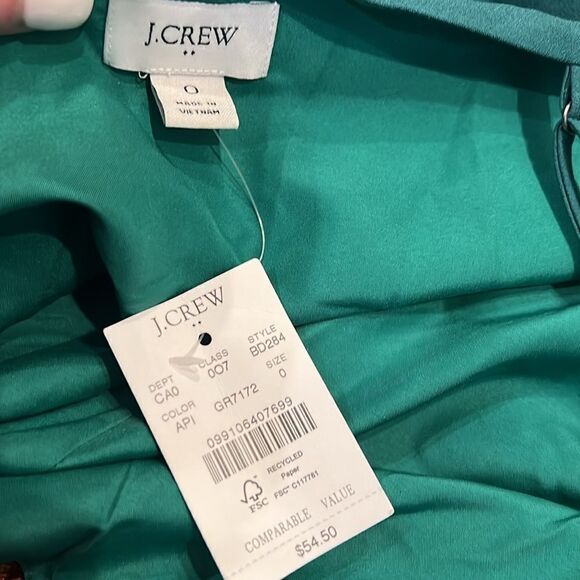 J.CREW
0
MADE IN
VIETNAM
J.CREW
DEPT CLASS STYLE
CA0 007 BD284
COLOR SIZE
API GR7172 0
099106407699
RECYCLED
Paper
FSC FSC® C117761
COMPARABLE VALUE
$54.50